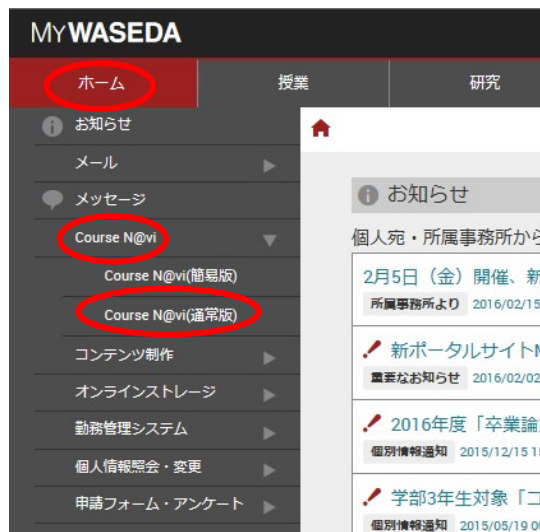 MyWASEDA
ホーム
授業
研究
お知らせ
メール
メッセージ
Course N@vi
Course N@vi(簡易版)
Course N@vi(通常版)
コンテンツ制作
オンラインストレージ
勤務管理システム
個人情報照会・変更
申請フォーム・アンケート
お知らせ
個人宛・所属事務所から
2月5日（金）開催、新
所属事務所より 2016/02/15
新ポータルサイトM
重要なお知らせ 2016/02/02
2016年度「卒業論
個別情報通知 2015/12/15 1
学部3年生対象「コ
個別情報通知 2015/05/19 0